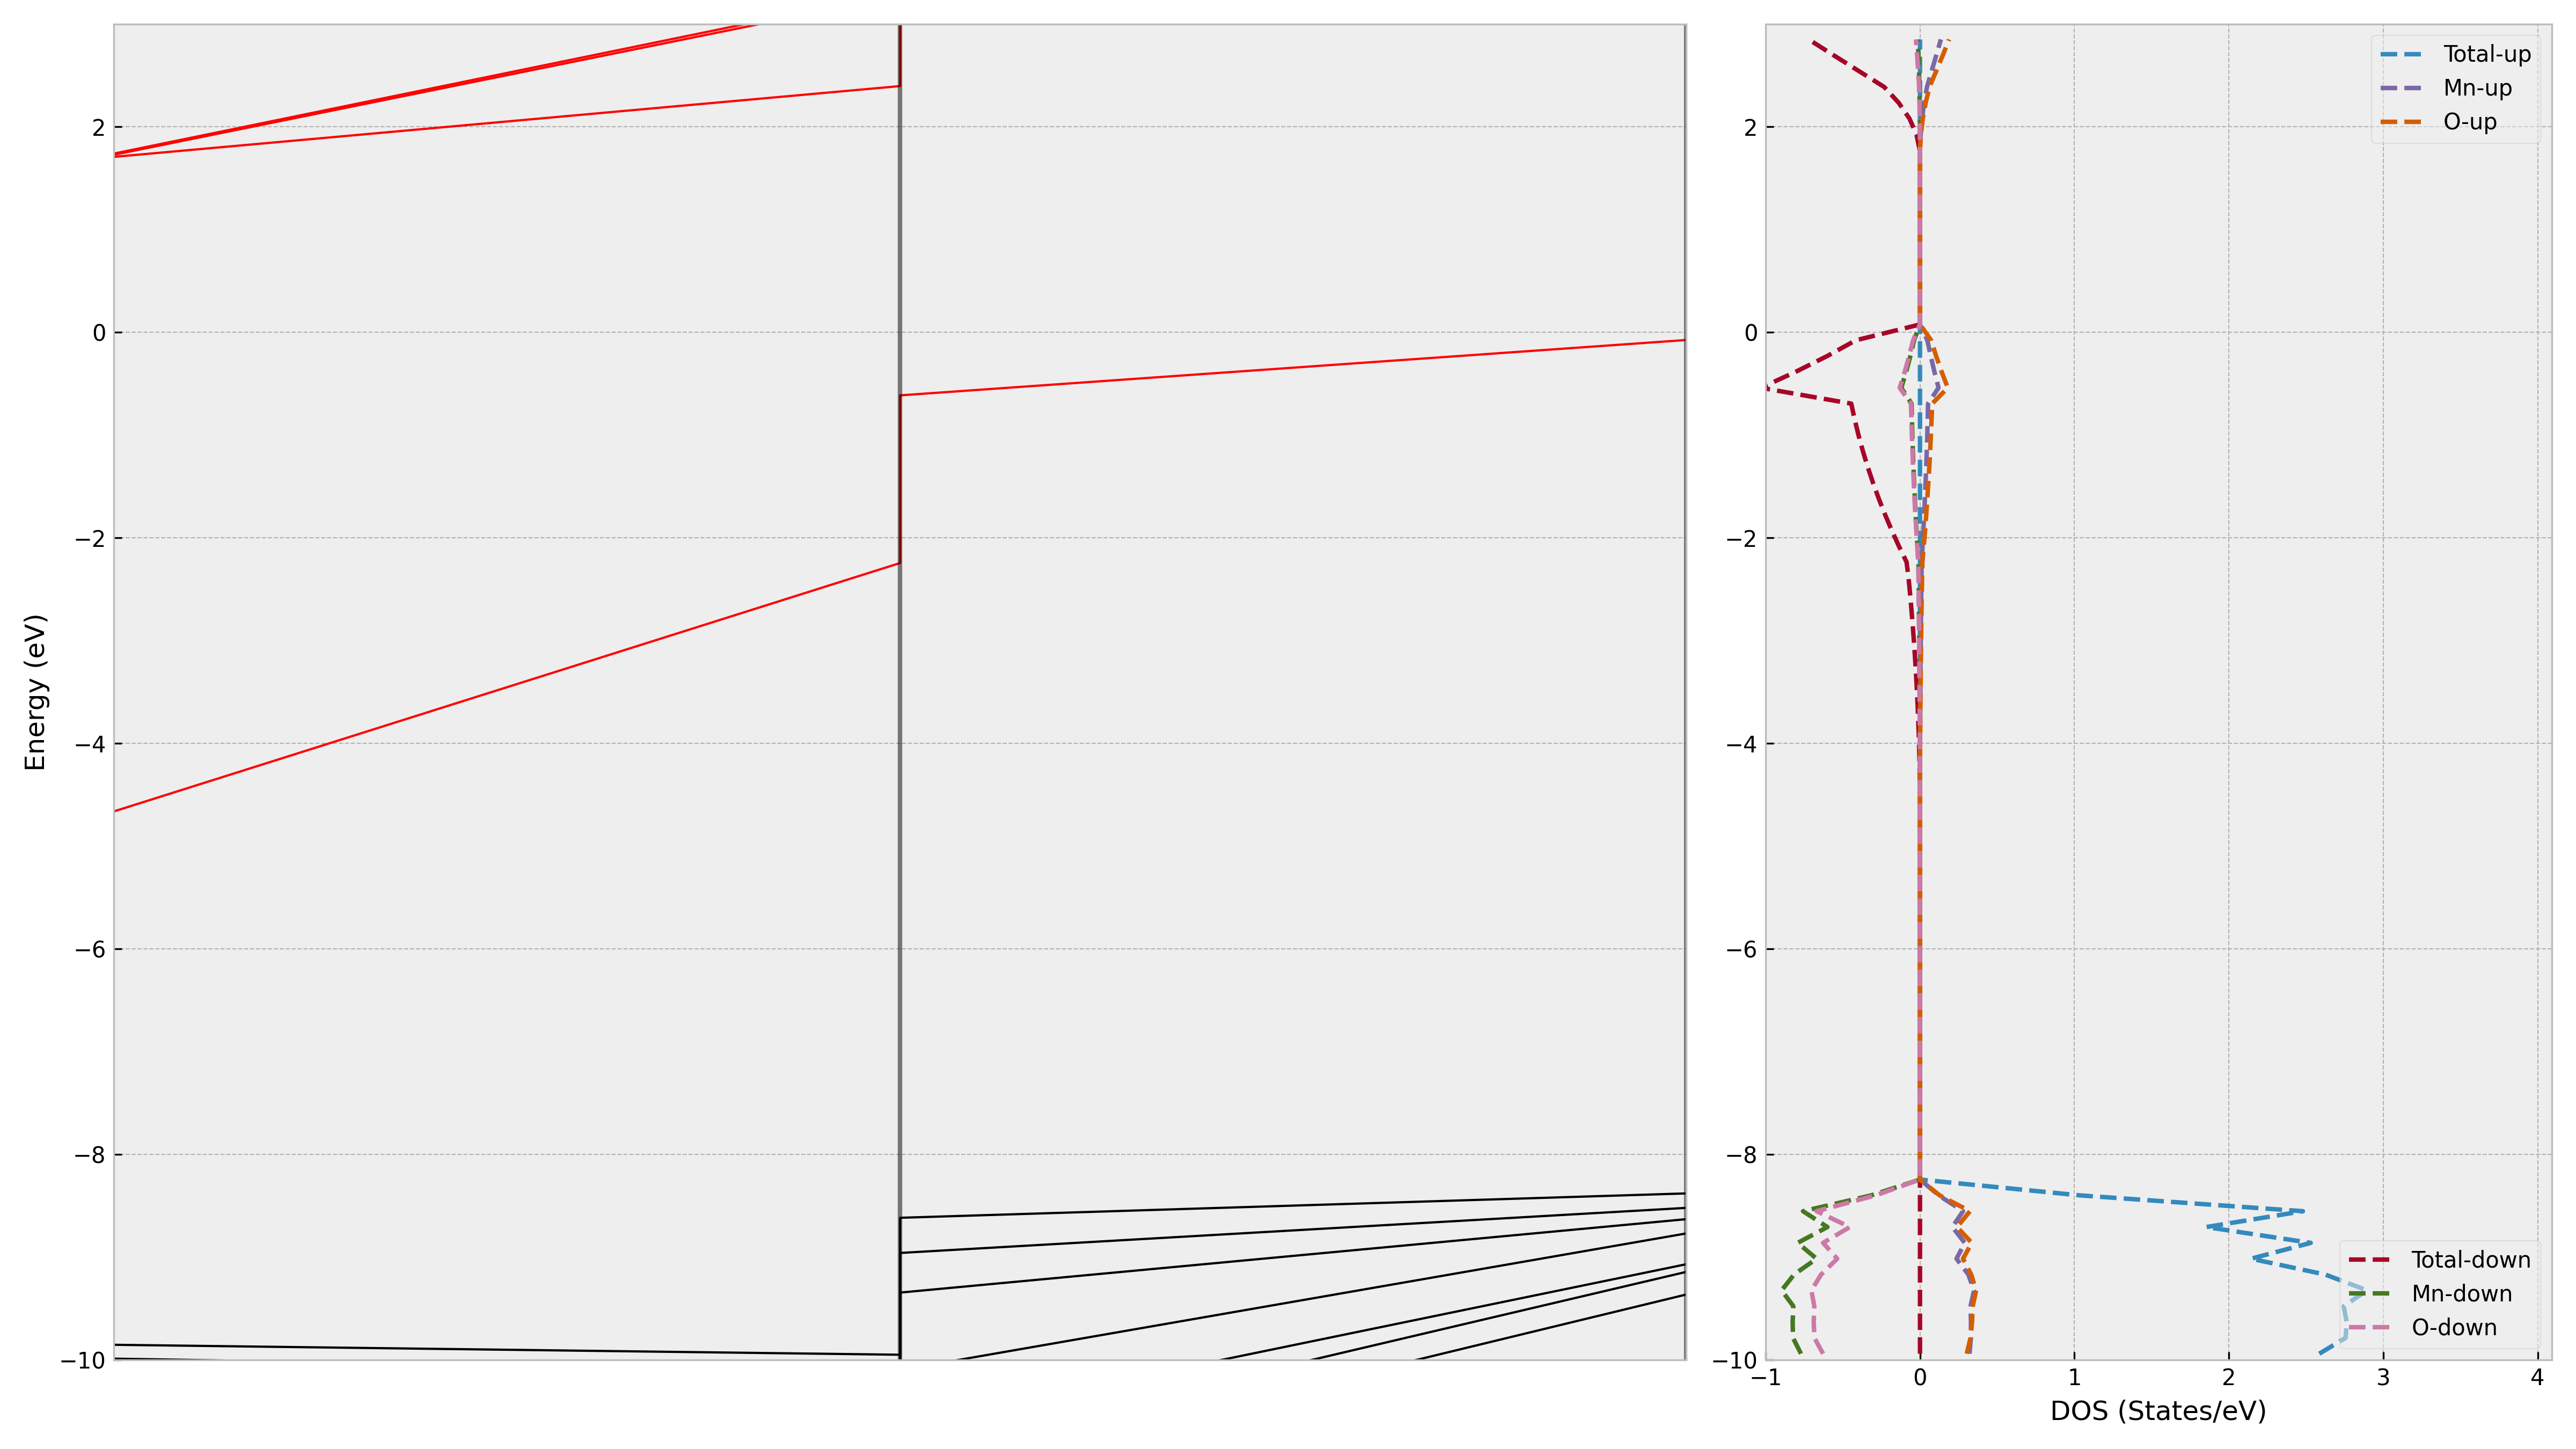 Energy (eV)
2
0
−2
−4
−6
−8
−10
2
0
−2
−4
−6
−8
−10
−1
0
1
2
3
4
DOS (States/eV)
Total-up
Mn-up
O-up
Total-down
Mn-down
O-down